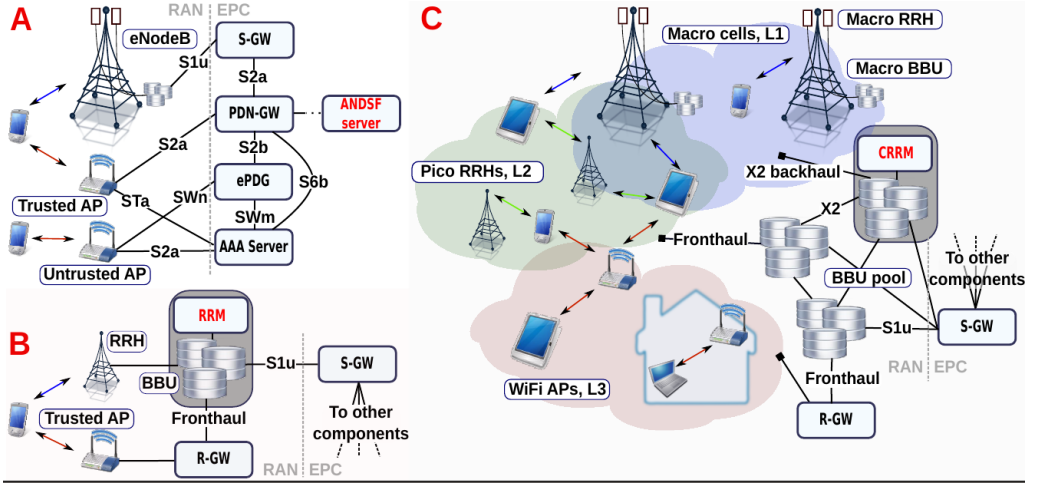 A
RAN EPC
eNodeB
S-GW
S1u
S2a
PDN-GW
ANDSF
server
S2a
S2b
ePDG
S6b
Trusted AP
STa
SWn
SWm
AAA Server
S2a
Untrusted AP
B
RRM
RRH
BBU
S1u
S-GW
Trusted AP
Fronthaul
To other
components
R-GW
RAN EPC
C
Macro RRH
Macro cells, L1
Macro BBU
CRRM
Pico RRHs, L2
X2 backhaul
X2
Fronthaul
To other
components
BBU pool
S1u
S-GW
RAN EPC
WiFi APs, L3
Fronthaul
R-GW